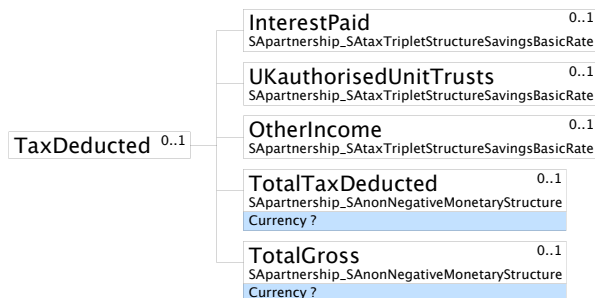 InterestPaid 0..1
SApartnership_SAtaxTripletStructureSavingsBasicRate
UKauthorisedUnitTrusts 0..1
SApartnership_SAtaxTripletStructureSavingsBasicRate
OtherIncome 0..1
SApartnership_SAtaxTripletStructureSavingsBasicRate
TaxDeducted 0..1
TotalTaxDeducted 0..1
SApartnership_SAnonNegativeMonetaryStructure
Currency ?
TotalGross 0..1
SApartnership_SAnonNegativeMonetaryStructure
Currency ?